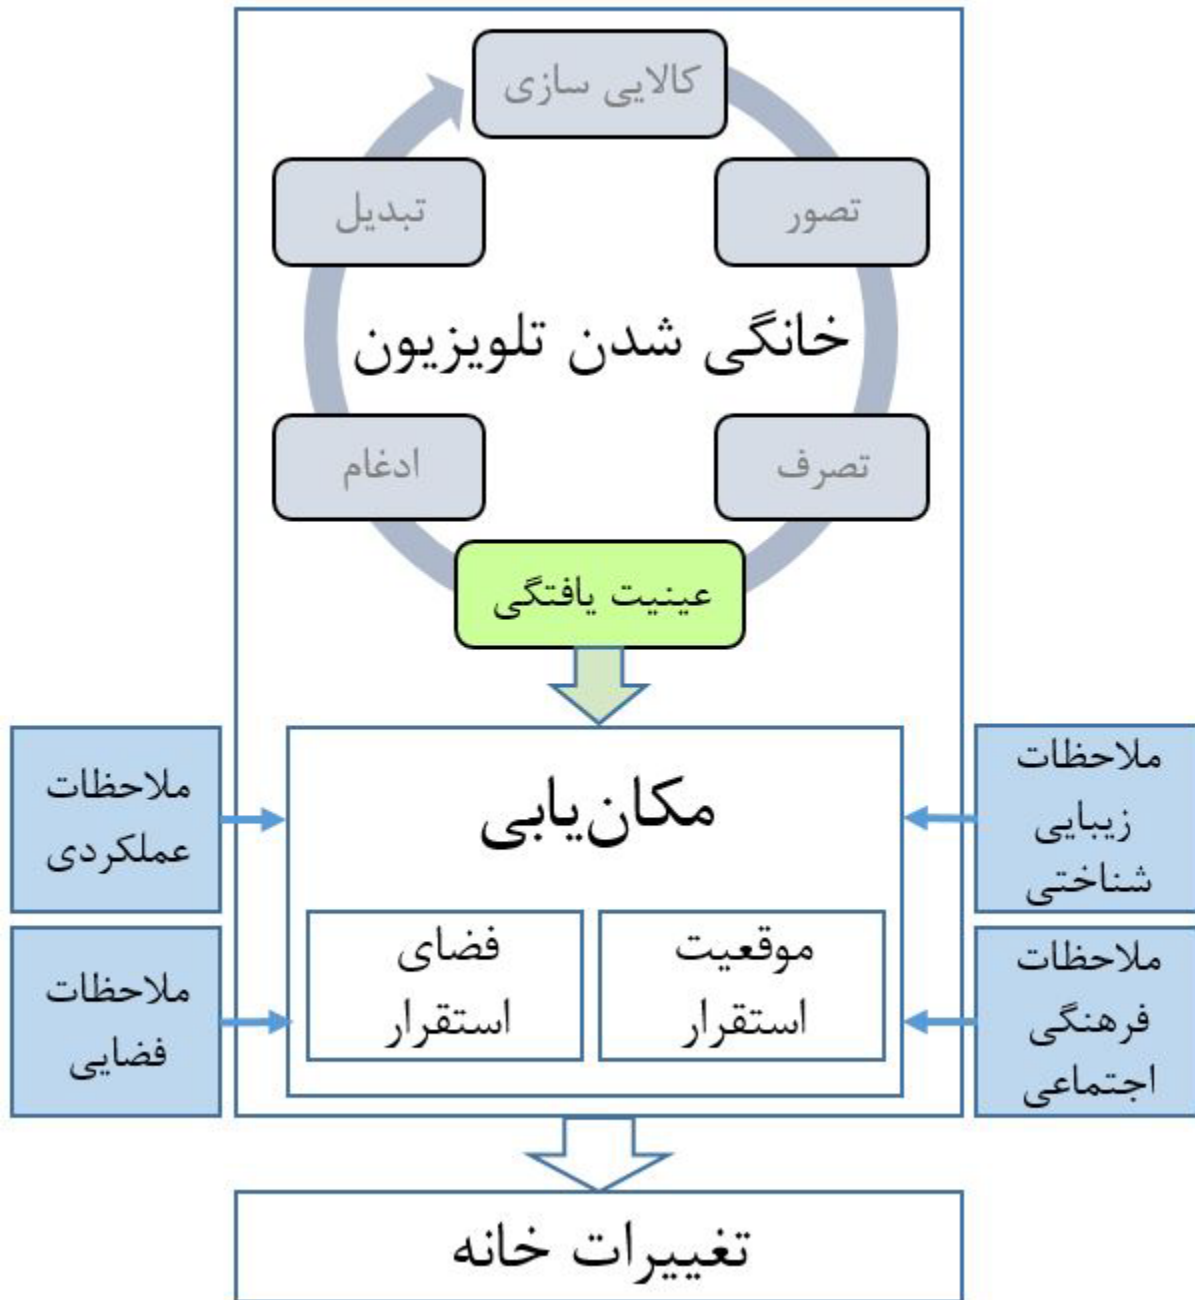 کالایی سازی
تصور
تبدیل
خانگی شدن تلویزیون
تصرف
ادغام
عینیت یافتگی
ملاحظات
زیبایی
شناختی
مکان‌یابی
ملاحظات
عملکردی
موقعیت
استقرار
فضای
استقرار
ملاحظات
فرهنگی
اجتماعی
ملاحظات
فضایی
تغییرات خانه